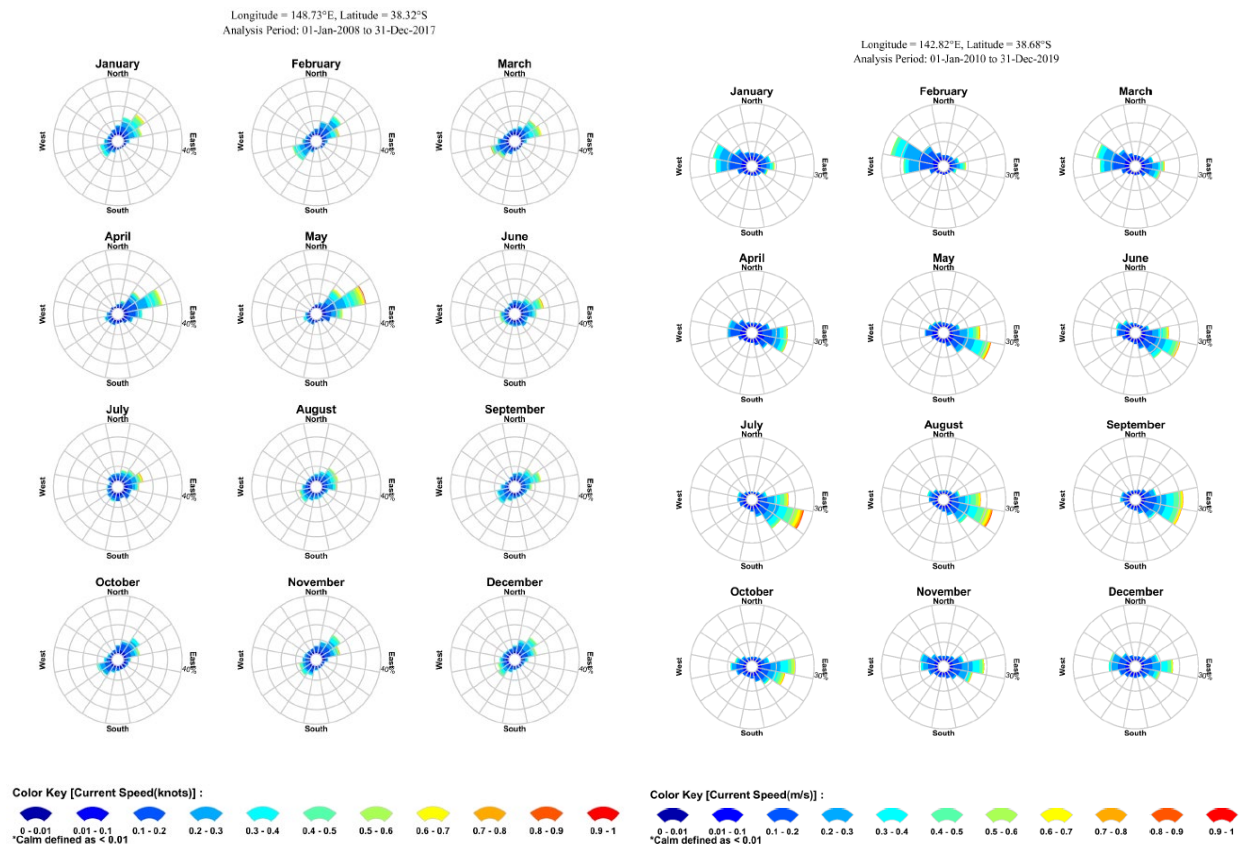 Longitude = 148.73°E, Latitude = 38.32°S
Analysis Period: 01-Jan-2008 to 31-Dec-2017
January
North
West
East
40%
South
February
North
West
East
40%
South
March
North
West
East
40%
South
April
North
West
East
40%
South
May
North
West
East
40%
South
June
North
West
East
40%
South
July
North
West
East
40%
South
August
North
West
East
40%
South
September
North
West
East
40%
South
October
North
West
East
40%
South
November
North
West
East
40%
South
December
North
West
East
40%
South
Color Key [Current Speed(knots)] :
0 - 0.01 0.01 - 0.1 0.1 - 0.2 0.2 - 0.3 0.3 - 0.4 0.4 - 0.5 0.5 - 0.6 0.6 - 0.7 0.7 - 0.8 0.8 - 0.9 0.9 - 1
*Calm defined as < 0.01
Longitude = 142.82°E, Latitude = 38.68°S
Analysis Period: 01-Jan-2010 to 31-Dec-2019
January
North
West
East
30%
South
February
North
West
East
30%
South
March
North
West
East
30%
South
April
North
West
East
30%
South
May
North
West
East
30%
South
June
North
West
East
30%
South
July
North
West
East
30%
South
August
North
West
East
30%
South
September
North
West
East
30%
South
October
North
West
East
30%
South
November
North
West
East
30%
South
December
North
West
East
30%
South
Color Key [Current Speed(m/s)] :
0 - 0.01 0.01 - 0.1 0.1 - 0.2 0.2 - 0.3 0.3 - 0.4 0.4 - 0.5 0.5 - 0.6 0.6 - 0.7 0.7 - 0.8 0.8 - 0.9 0.9 - 1
*Calm defined as < 0.01